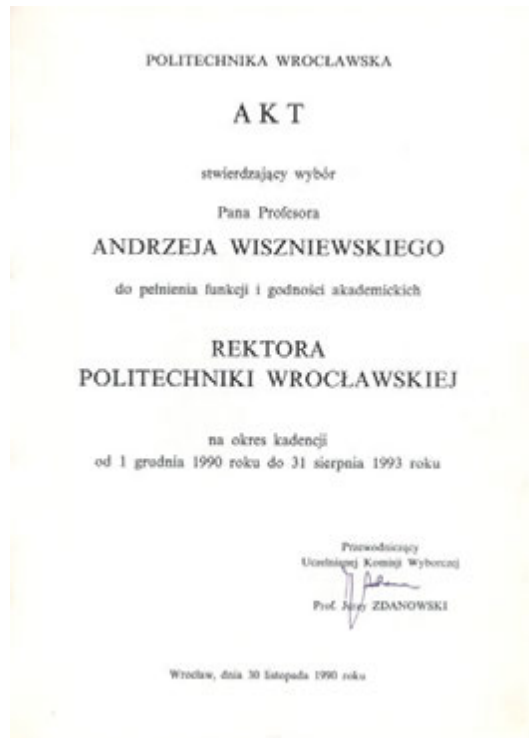 POLITECHNIKA WROCŁAWSKA
AKT
stwierdzający wybór
Pana Profesora
ANDRZEJA WISZNIEWSKIEGO
do pełnienia funkcji i godności akademickich
REKTORA
POLITECHNIKI WROCŁAWSKIEJ
na okres kadencji
od 1 grudnia 1990 roku do 31 sierpnia 1993 roku
Przewodniczący
Uczelnianej Komisji Wyborczej
Prof. Jerzy ZDANOWSKI
Wrocław, dnia 30 listopada 1990 roku